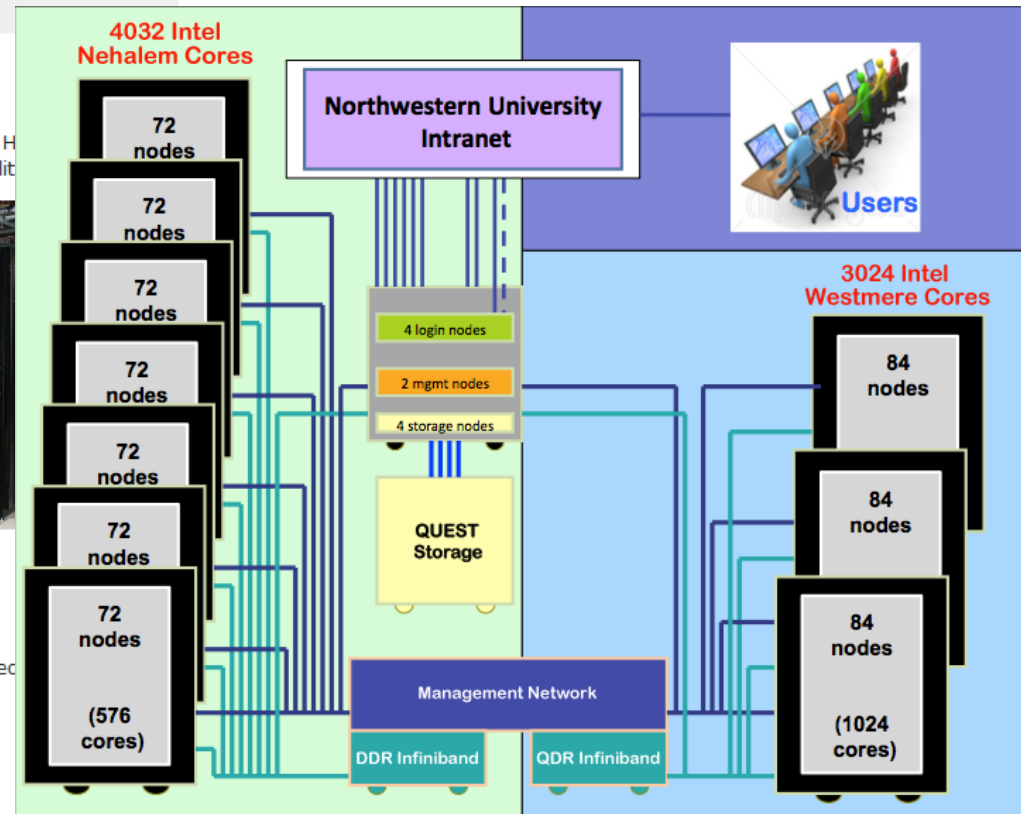 4032 Intel
Nehalem Cores
72
nodes
72
nodes
72
nodes
72
nodes
72
nodes
72
nodes
72
nodes
(576
cores)
Northwestern University
Intranet
Users
4 login nodes
2 mgmt nodes
4 storage nodes
QUEST
Storage
Management Network
DDR Infiniband
QDR Infiniband
3024 Intel
Westmere Cores
84
nodes
84
nodes
84
nodes
(1024
cores)